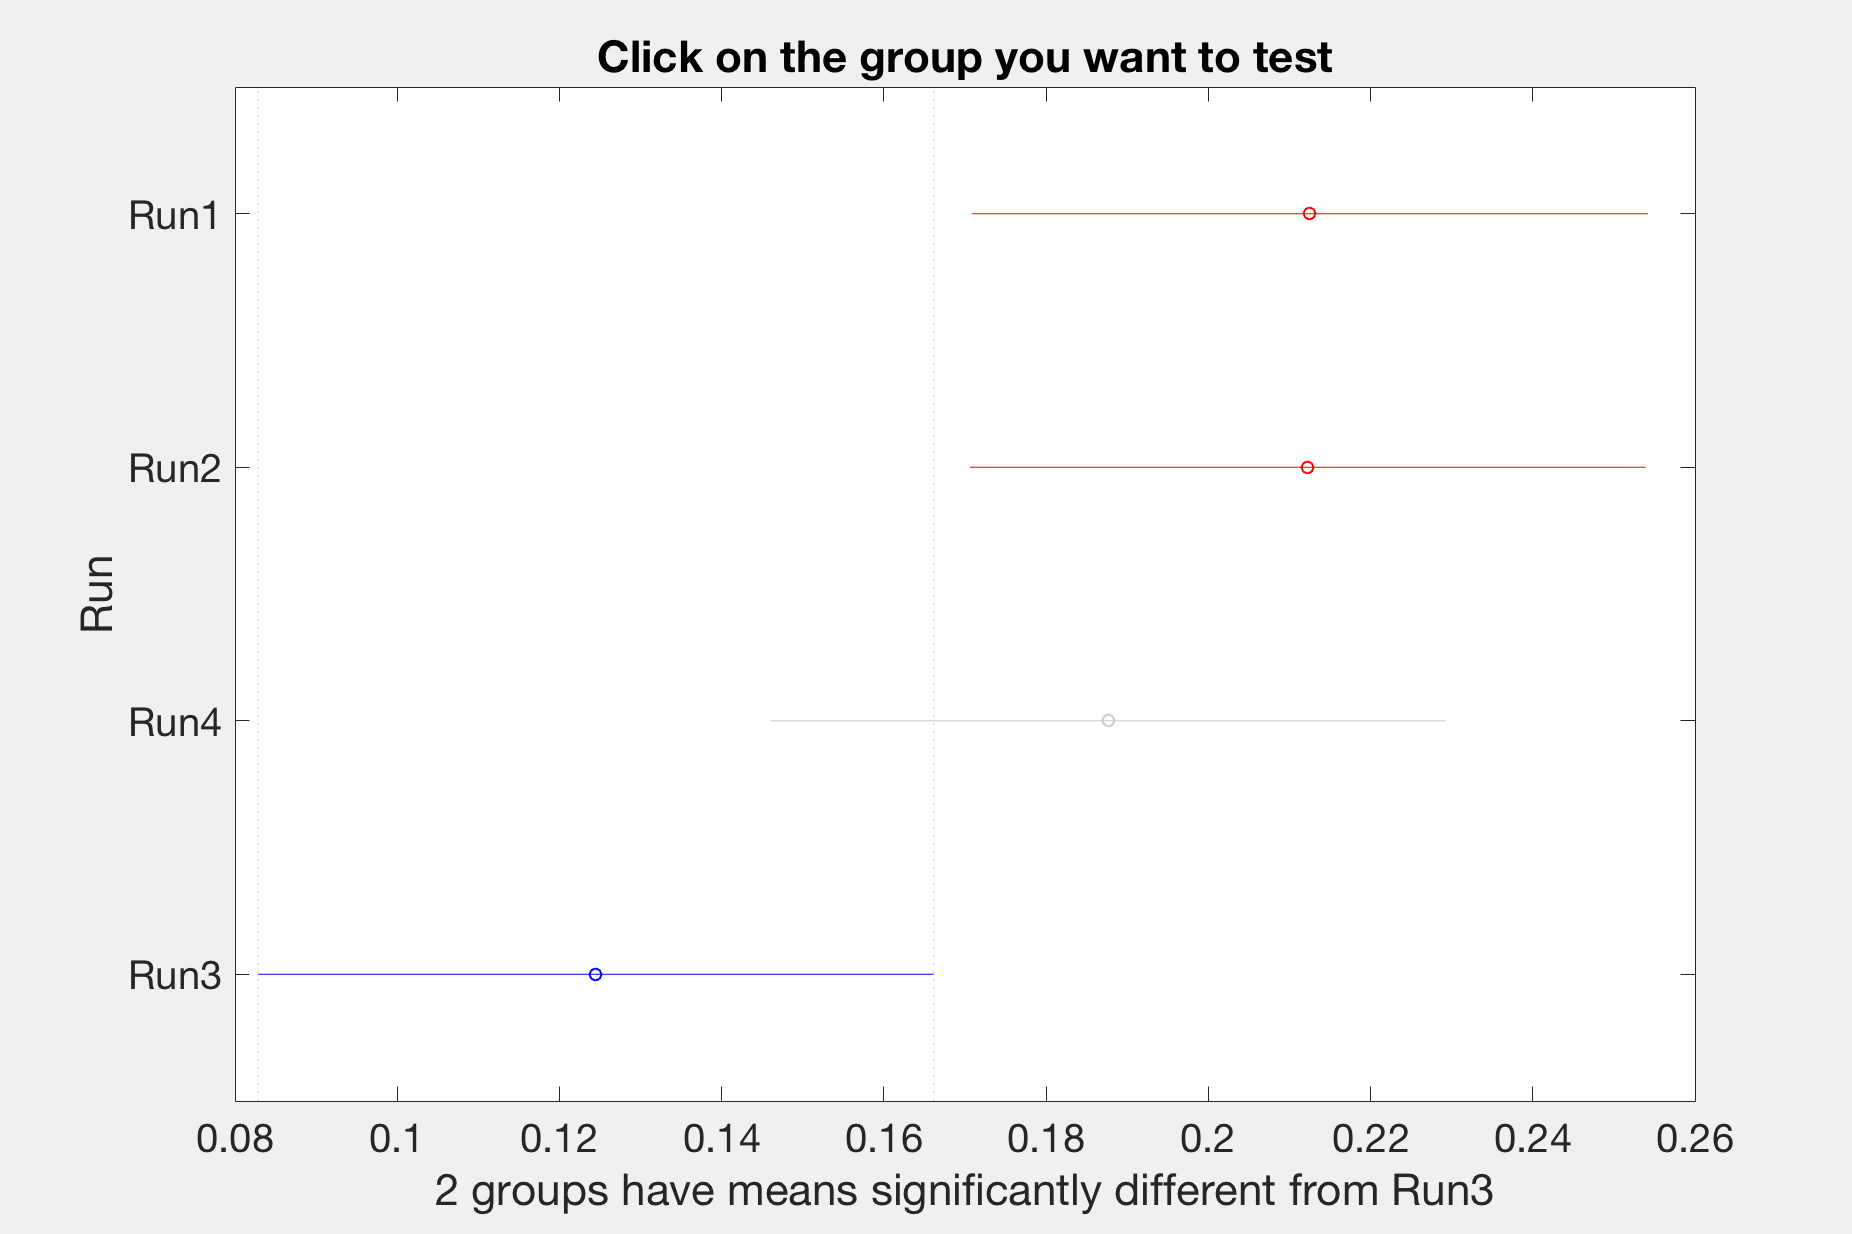 Click on the group you want to test
Run1
Run2
Run
Run4
Run3
0.08 0.1 0.12 0.14 0.16 0.18 0.2 0.22 0.24 0.26
2 groups have means significantly different from Run3